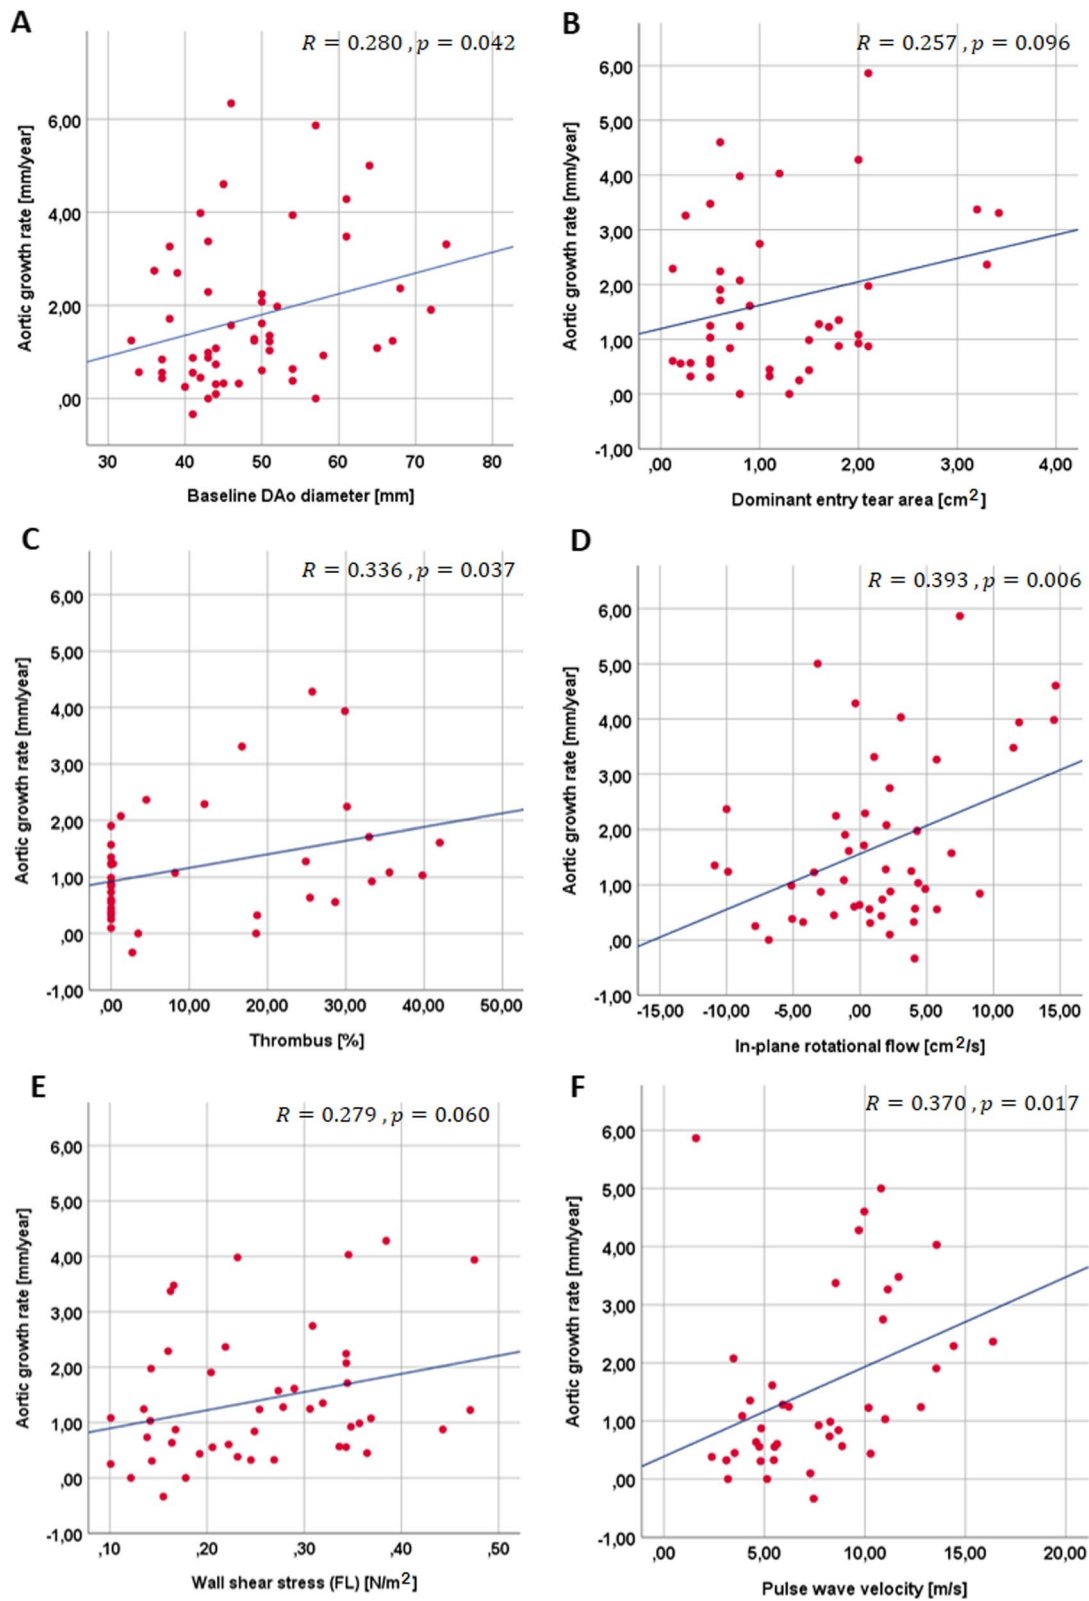 A
R = 0.280 , p = 0.042
Aortic growth rate [mm/year]
6,00
4,00
2,00
,00
30 40 50 60 70 80
Baseline DAo diameter [mm]
B
R = 0.257 , p = 0.096
Aortic growth rate [mm/year]
6,00
5,00
4,00
3,00
2,00
1,00
,00
-1,00
,00 1,00 2,00 3,00 4,00
Dominant entry tear area [cm²]
C
R = 0.336 , p = 0.037
Aortic growth rate [mm/year]
6,00
5,00
4,00
3,00
2,00
1,00
,00
-1,00
,00 10,00 20,00 30,00 40,00 50,00
Thrombus [%]
D
R = 0.393 , p = 0.006
Aortic growth rate [mm/year]
6,00
5,00
4,00
3,00
2,00
1,00
,00
-1,00
-15,00 -10,00 -5,00 ,00 5,00 10,00 15,00
In-plane rotational flow [cm²/s]
E
R = 0.279 , p = 0.060
Aortic growth rate [mm/year]
6,00
5,00
4,00
3,00
2,00
1,00
,00
-1,00
,10 ,20 ,30 ,40 ,50
Wall shear stress (FL) [N/m²]
F
R = 0.370 , p = 0.017
Aortic growth rate [mm/year]
6,00
5,00
4,00
3,00
2,00
1,00
,00
-1,00
,00 5,00 10,00 15,00 20,00
Pulse wave velocity [m/s]